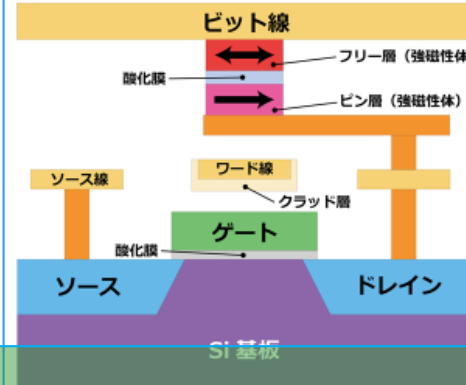 ビット線
フリー層（強磁性体
酸化膜
ピン層（強磁性体）
ソース線
ワード線
クラッド層
ゲート
酸化膜
ソース
ドレイン
Si 基板